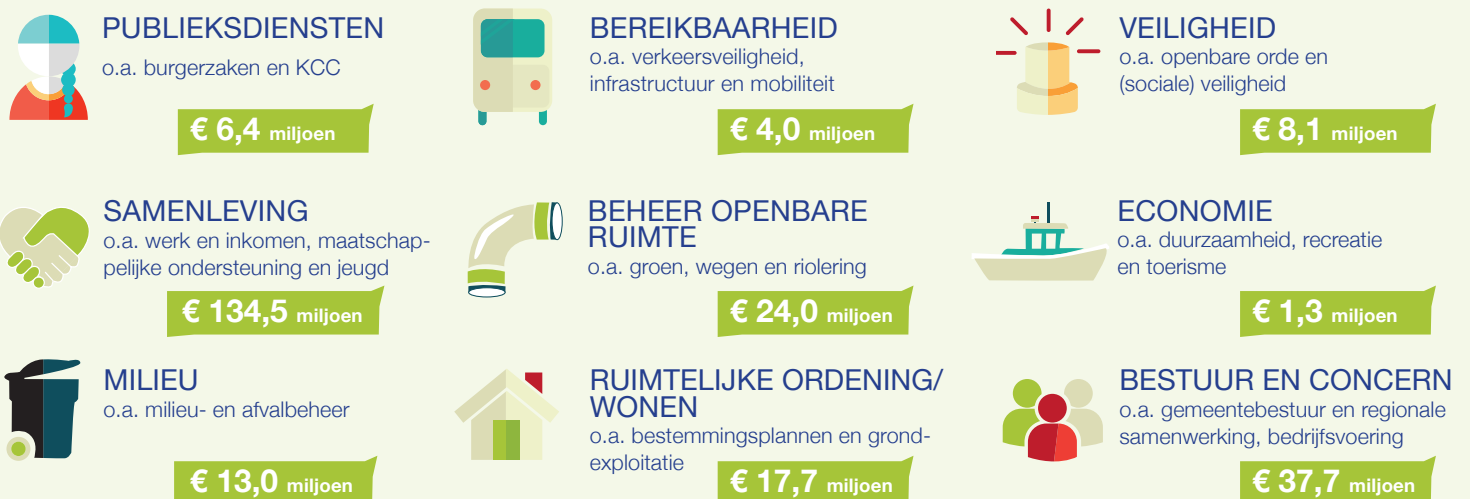 PUBLIEKSDIENSTEN
o.a. burgerzaken en KCC
€ 6,4 miljoen
BEREIKBAARHEID
o.a. verkeersveiligheid,
infrastructuur en mobiliteit
€ 4,0 miljoen
VEILIGHEID
o.a. openbare orde en
(sociale) veiligheid
€ 8,1 miljoen
SAMENLEVING
o.a. werk en inkomen, maatschap-
pelijke ondersteuning en jeugd
€ 134,5 miljoen
BEHEER OPENBARE
RUIMTE
o.a. groen, wegen en riolering
€ 24,0 miljoen
ECONOMIE
o.a. duurzaamheid, recreatie
en toerisme
€ 1,3 miljoen
MILIEU
o.a. milieu- en afvalbeheer
€ 13,0 miljoen
RUIMTELIJKE ORDENING/
WONEN
o.a. bestemmingsplannen en grond-
exploitatie
€ 17,7 miljoen
BESTUUR EN CONCERN
o.a. gemeentebestuur en regionale
samenwerking, bedrijfsvoering
€ 37,7 miljoen